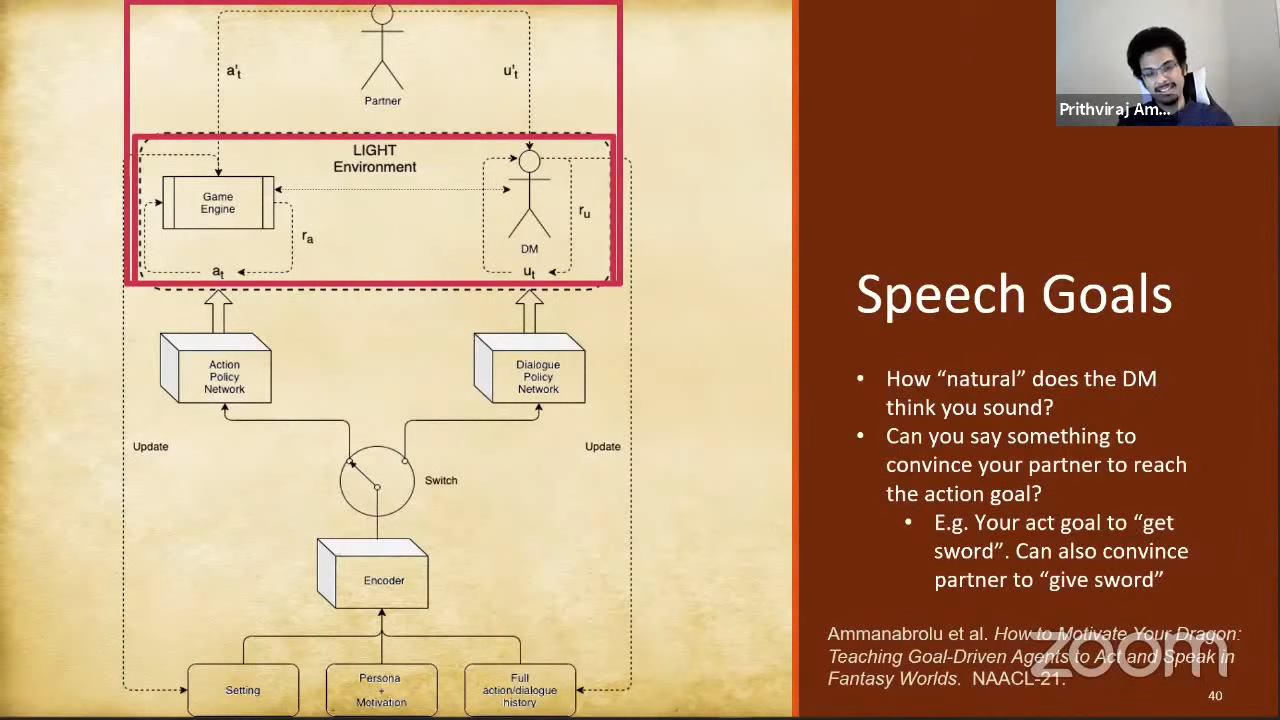 a't
u't
Partner
LIGHT
Environment
Game
Engine
ra
ru
DM
at
ut
Action
Policy
Network
Dialogue
Policy
Network
Update
Update
Switch
Encoder
Setting
Persona
+
Motivation
Full
action/dialogue
history
Prithviraj Am...
Speech Goals
• How “natural” does the DM
think you sound?
• Can you say something to
convince your partner to reach
the action goal?
• E.g. Your act goal to “get
sword”. Can also convince
partner to “give sword”
Ammanabrolu et al. How to Motivate Your Dragon:
Teaching Goal-Driven Agents to Act and Speak in
Fantasy Worlds. NAACL-21.
zoom
40